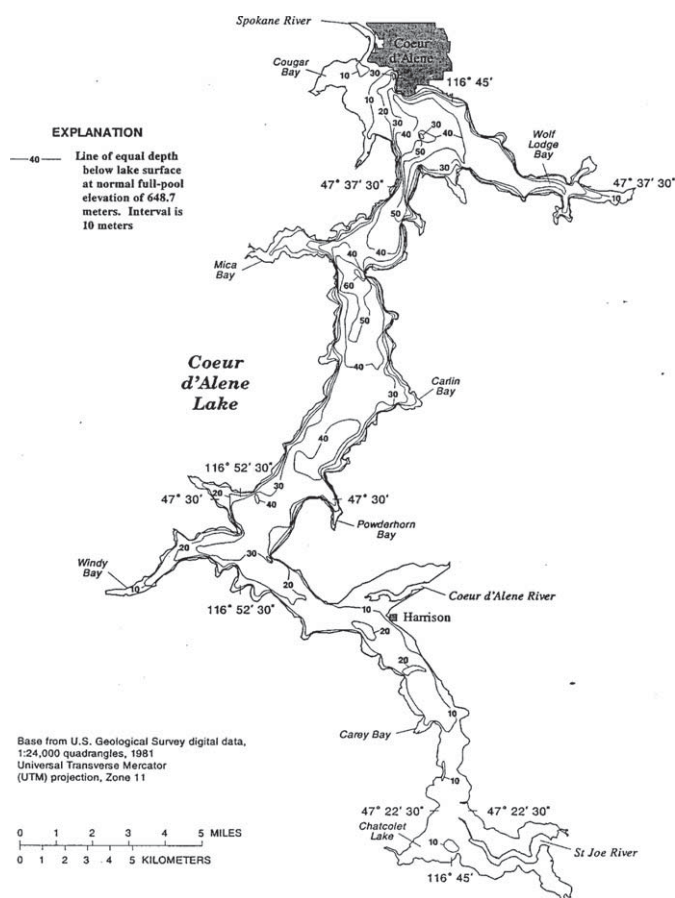 Spokane River
Coeur
d'Alene
Cougar
Bay
10
30
116° 45'
10
20
30
30
40
40
50
EXPLANATION
40
Line of equal depth
below lake surface
at normal full-pool
elevation of 648.7
meters. Interval is
10 meters
Wolf
Lodge
Bay
30
47° 37' 30"
47° 37' 30"
10
50
40
40
Mica
Bay
60
50
40
Coeur
d'Alene
Lake
30
Carlin
Bay
40
116° 52' 30"
30
47° 30'
20
40
47° 30'
Powderhorn
Bay
20
30
Windy
Bay
10
20
116° 52' 30"
10
Coeur d'Alene River
Harrison
20
20
10
Carey Bay
Base from U.S. Geological Survey digital data,
1:24,000 quadrangles, 1981
Universal Transverse Mercator
(UTM) projection, Zone 11
10
47° 22' 30"
47° 22' 30"
Chatcolet
Lake
10
St Joe River
116° 45'
0 1 2 3 4 5 MILES
0 1 2 3 4 5 KILOMETERS